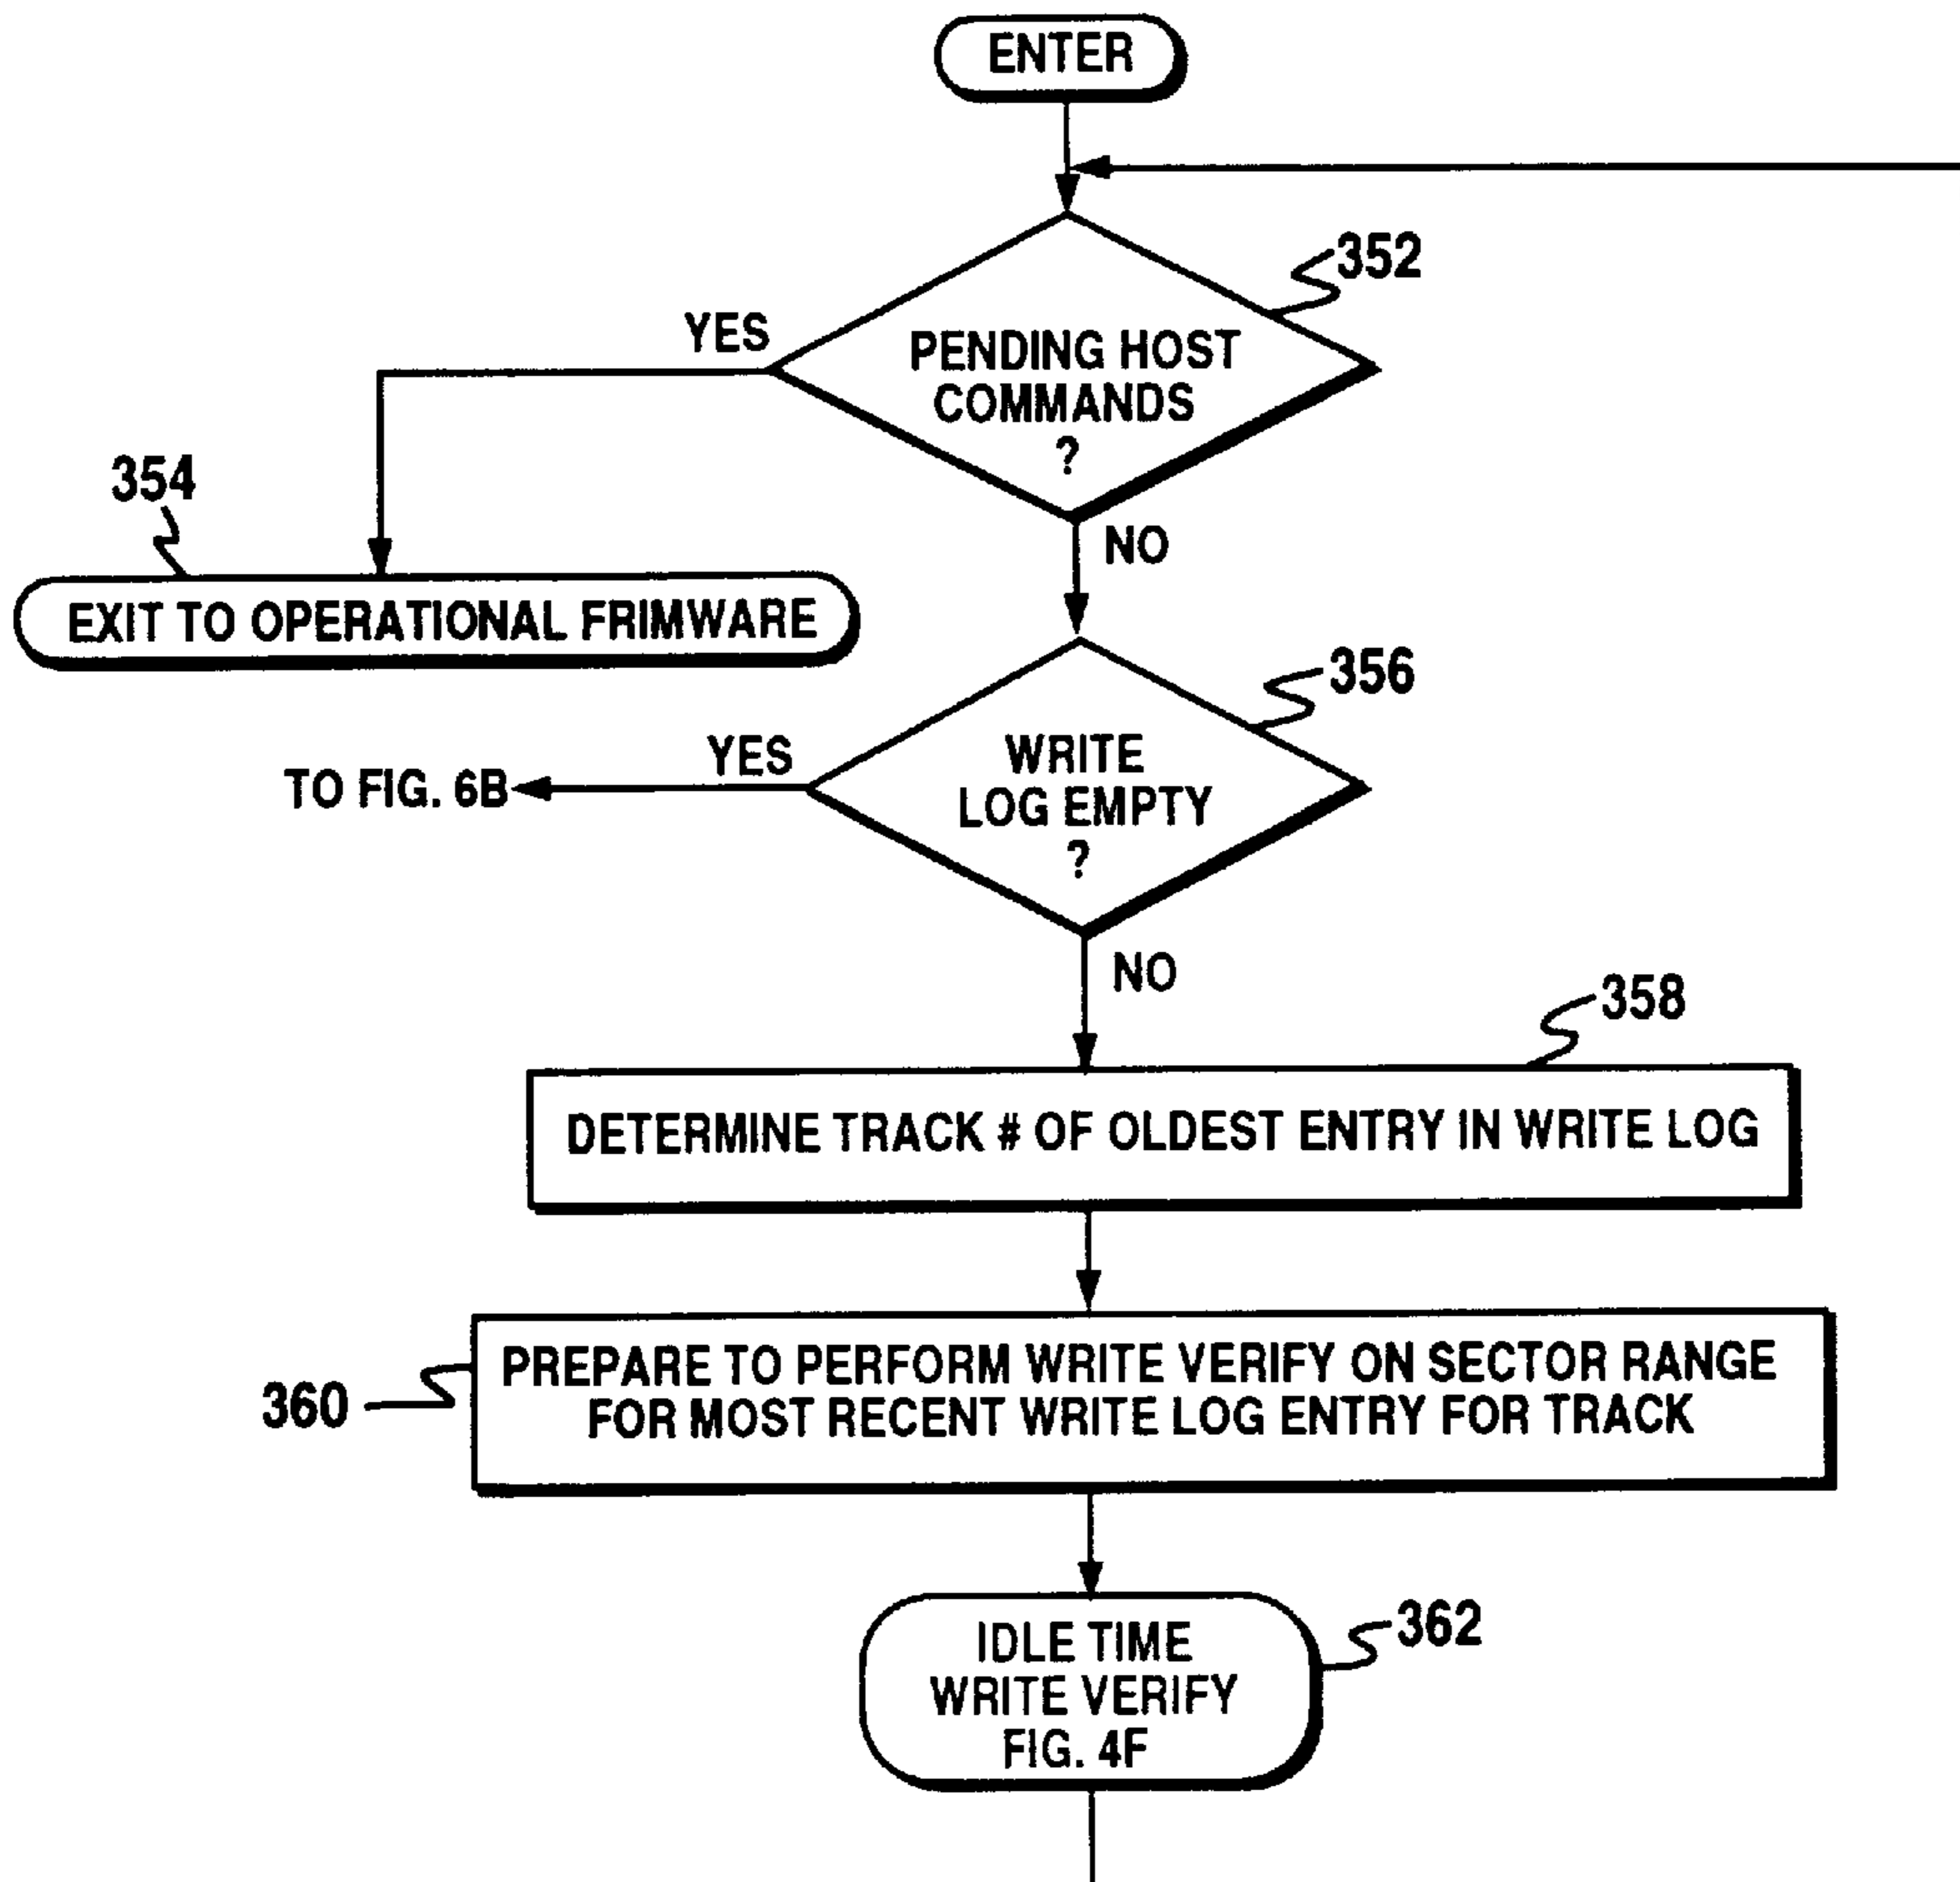 ENTER
352
YES
PENDING HOST
COMMANDS
?
354
NO
EXIT TO OPERATIONAL FRIMWARE
356
YES
WRITE
TO FIG. 6B
LOG EMPTY
?
NO
358
DETERMINE TRACK # OF OLDEST ENTRY IN WRITE LOG
PREPARE TO PERFORM WRITE VERIFY ON SECTOR RANGE
360
FOR MOST RECENT WRITE LOG ENTRY FOR TRACK
362
IDLE TIME
WRITE VERIFY
FIG. 4F